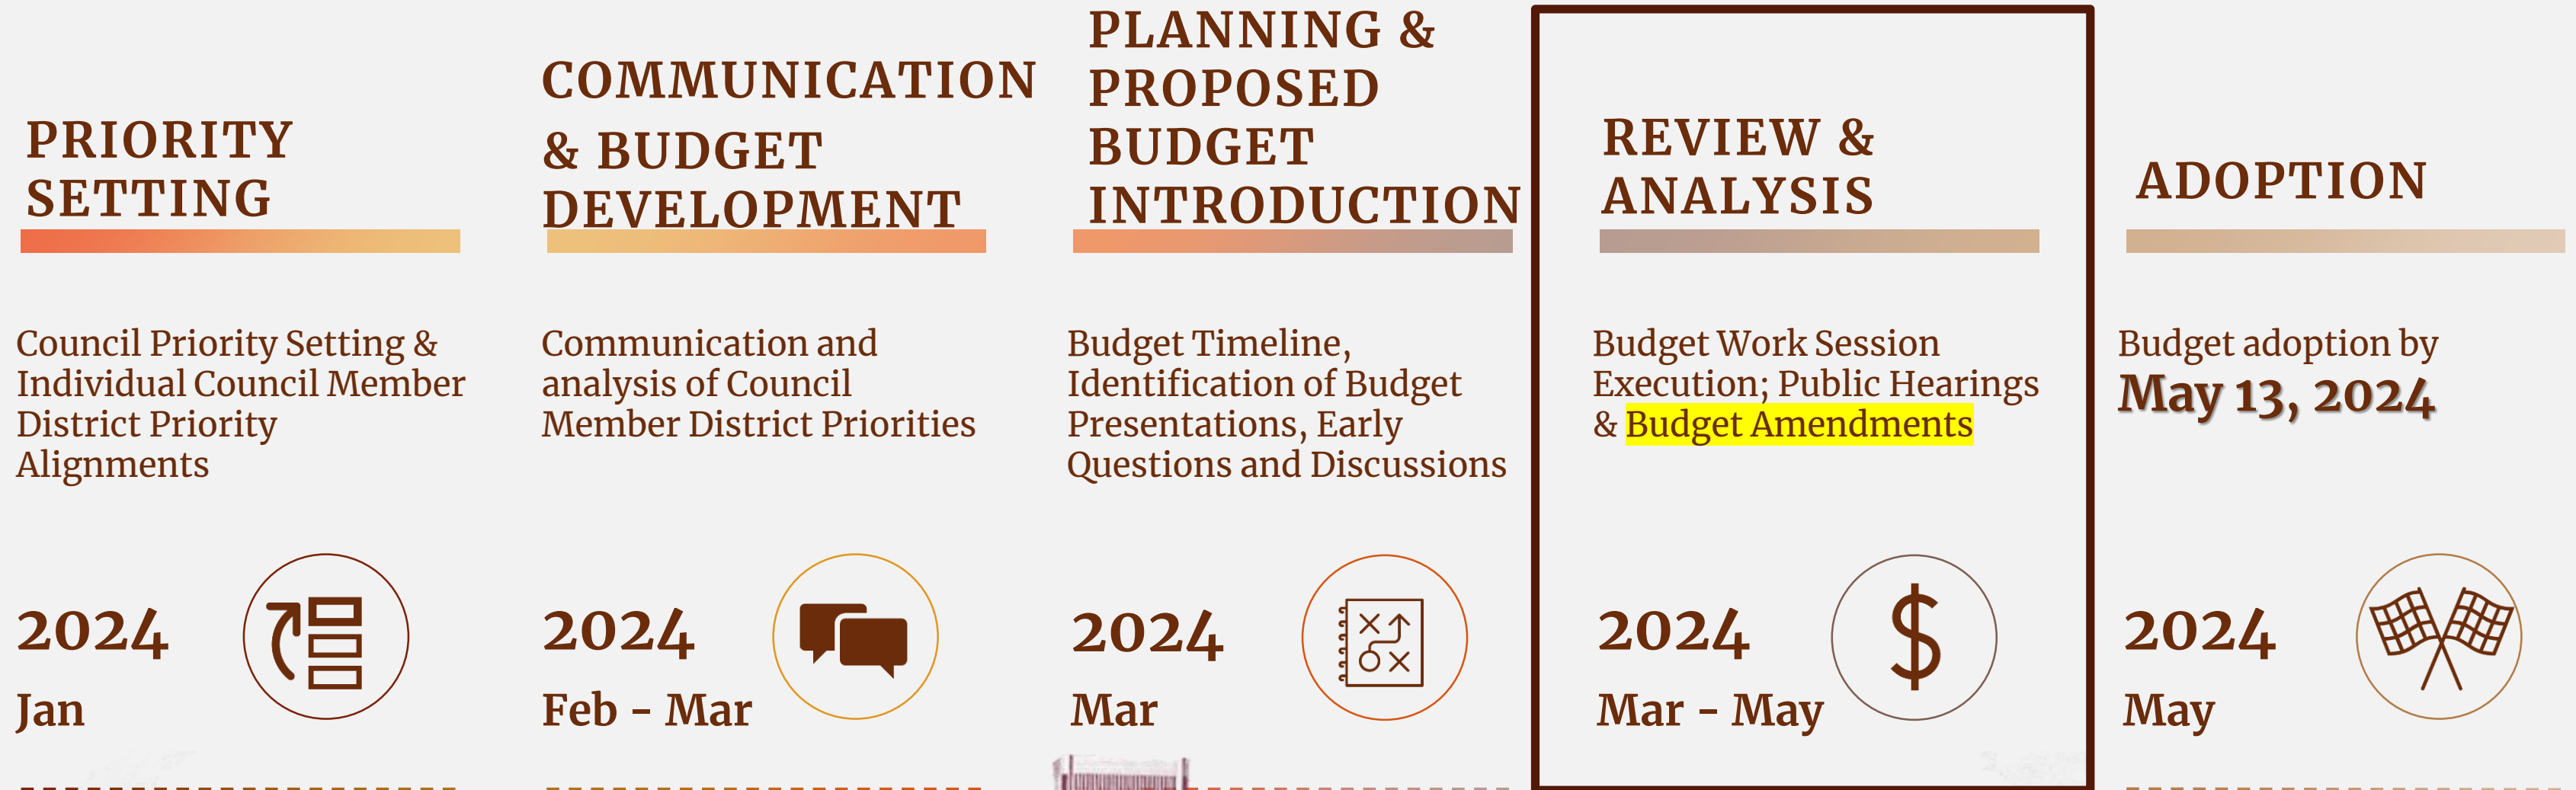 PRIORITY
SETTING
Council Priority Setting &
Individual Council Member
District Priority
Alignments
2024
Jan
COMMUNICATION
& BUDGET
DEVELOPMENT
Communication and
analysis of Council
Member District Priorities
2024
Feb - Mar
PLANNING &
PROPOSED
BUDGET
INTRODUCTION
Budget Timeline,
Identification of Budget
Presentations, Early
Questions and Discussions
2024
Mar
REVIEW &
ANALYSIS
Budget Work Session
Execution; Public Hearings
& Budget Amendments
2024
Mar - May
ADOPTION
Budget adoption by
May 13, 2024
2024
May